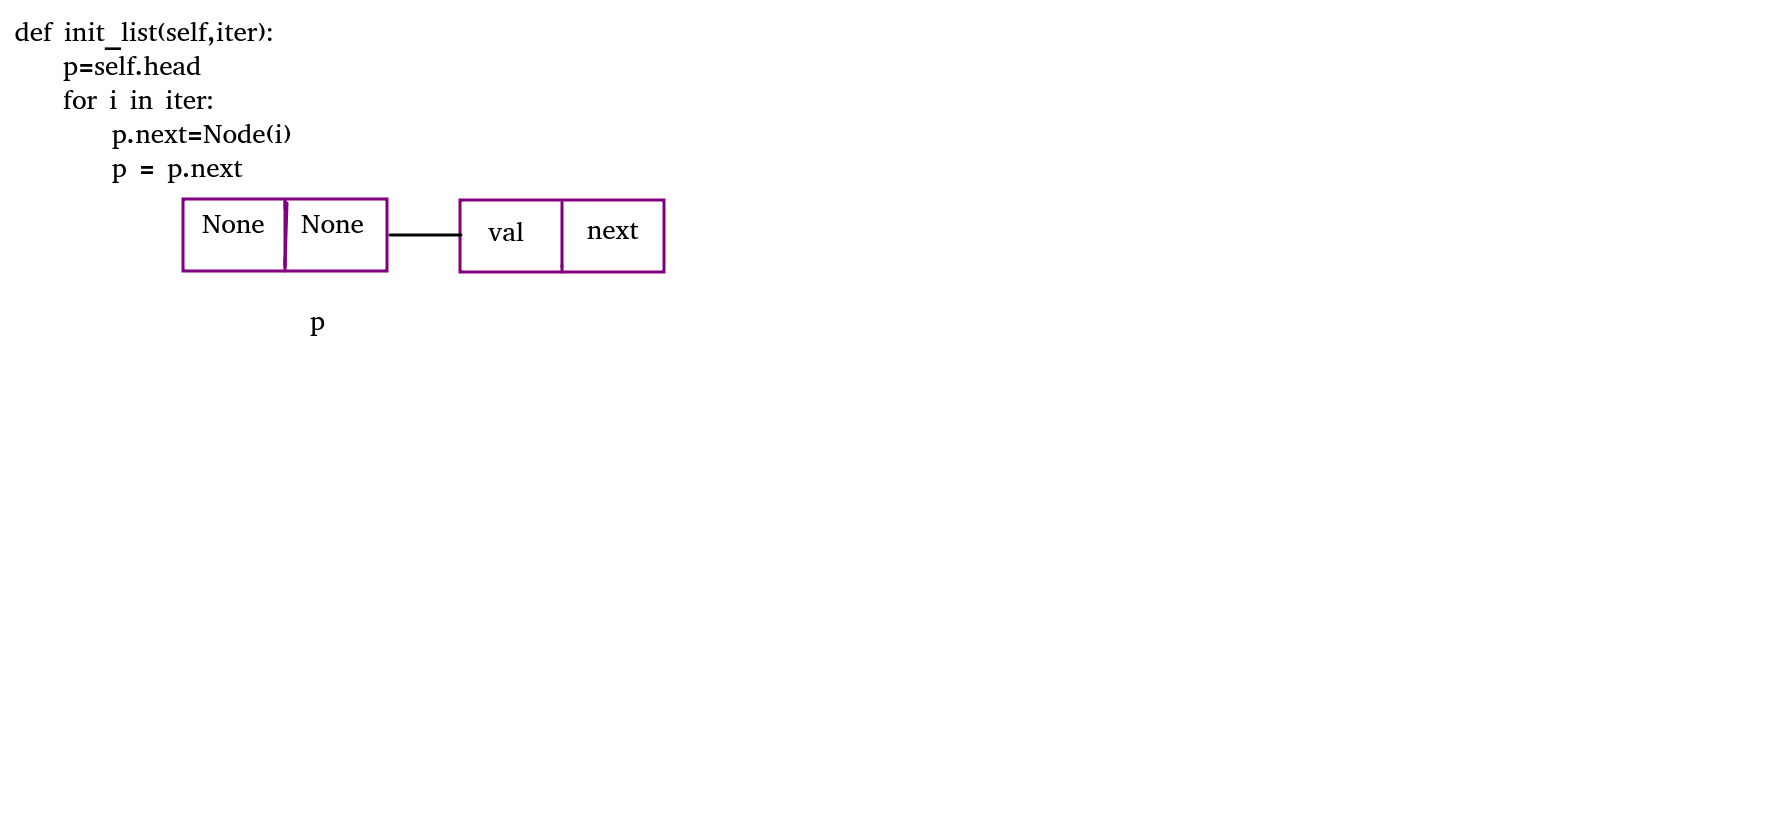 def init_list(self,iter):
p=self.head
for i in iter:
p.next=Node(i)
p = p.next
None None val next
p